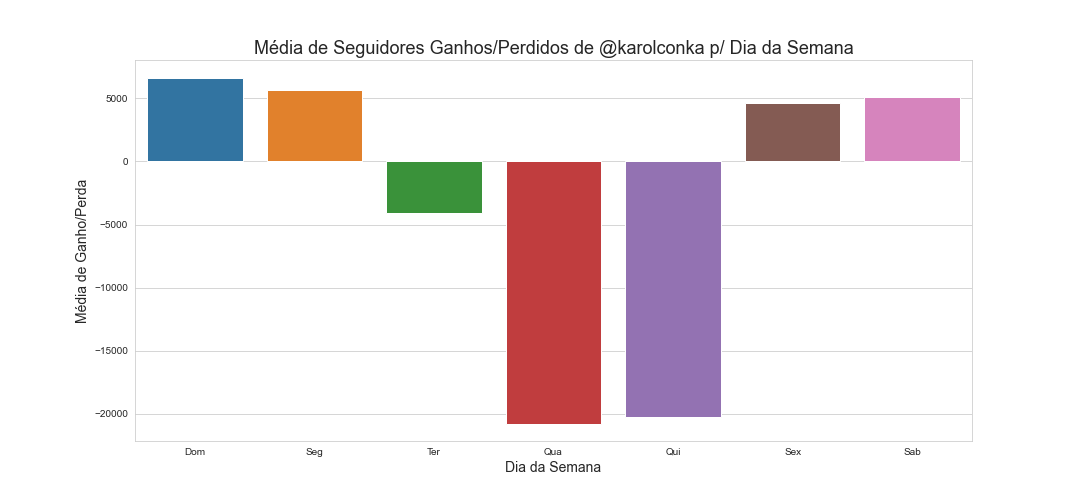 Média de Seguidores Ganhos/Perdidos de @karolconka p/ Dia da Semana
Média de Ganho/Perda
5000
0
−5000
−10000
−15000
−20000
Dom Seg Ter Qua Qui Sex Sab
Dia da Semana